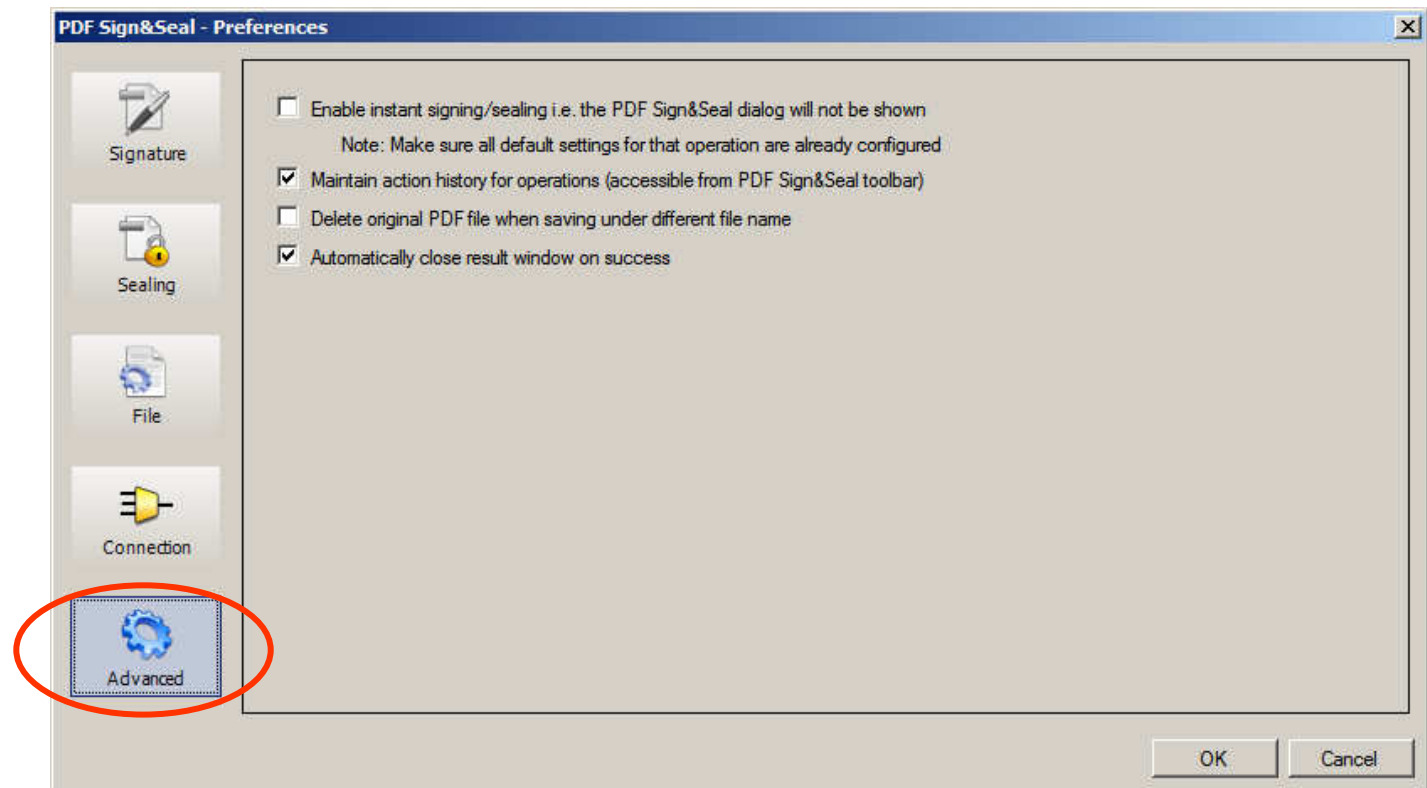 PDF Sign&Seal - Preferences
Signature
Sealing
File
Connection
Advanced
Enable instant signing/sealing i.e. the PDF Sign&Seal dialog will not be shown
Note: Make sure all default settings for that operation are already configured
Maintain action history for operations (accessible from PDF Sign&Seal toolbar)
Delete original PDF file when saving under different file name
Automatically close result window on success
OK
Cancel